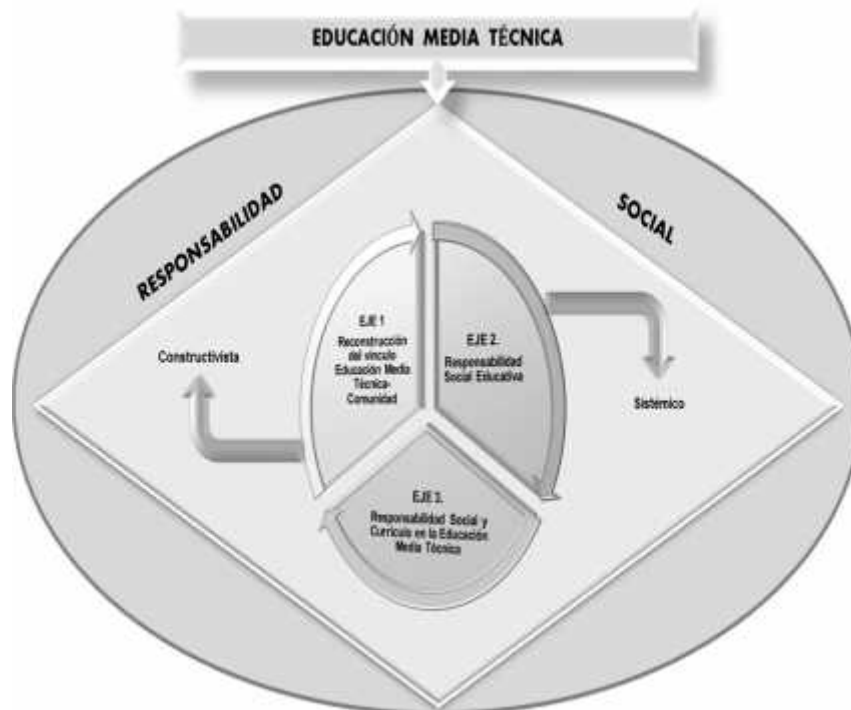 EDUCACIÓN MEDIA TÉCNICA
RESPONSABILIDAD
SOCIAL
EJE 1
Reconstrucción
del vinculo
Educación Media
Técnica-
Comunidad
EJE 2.
Responsabilidad
Social Educativa
Constructivista
Sistémico
EJE 3.
Responsabilidad Social y
Currículo en la Educación
Media Técnica